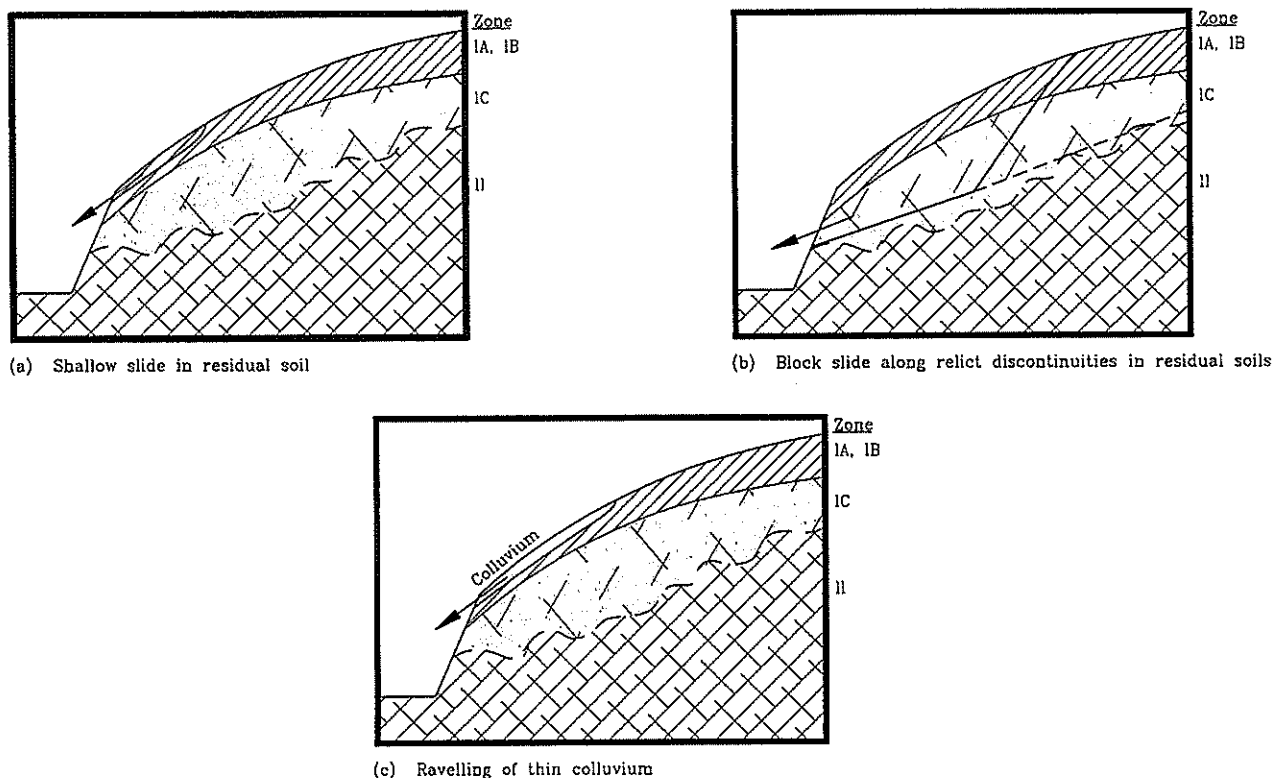 Zone
IA, IB
IC
II
(a) Shallow slide in residual soil
Zone
IA, IB
IC
II
(b) Block slide along relict discontinuities in residual soils
Zone
IA, IB
IC
II
Colluvium
(c) Ravelling of thin colluvium